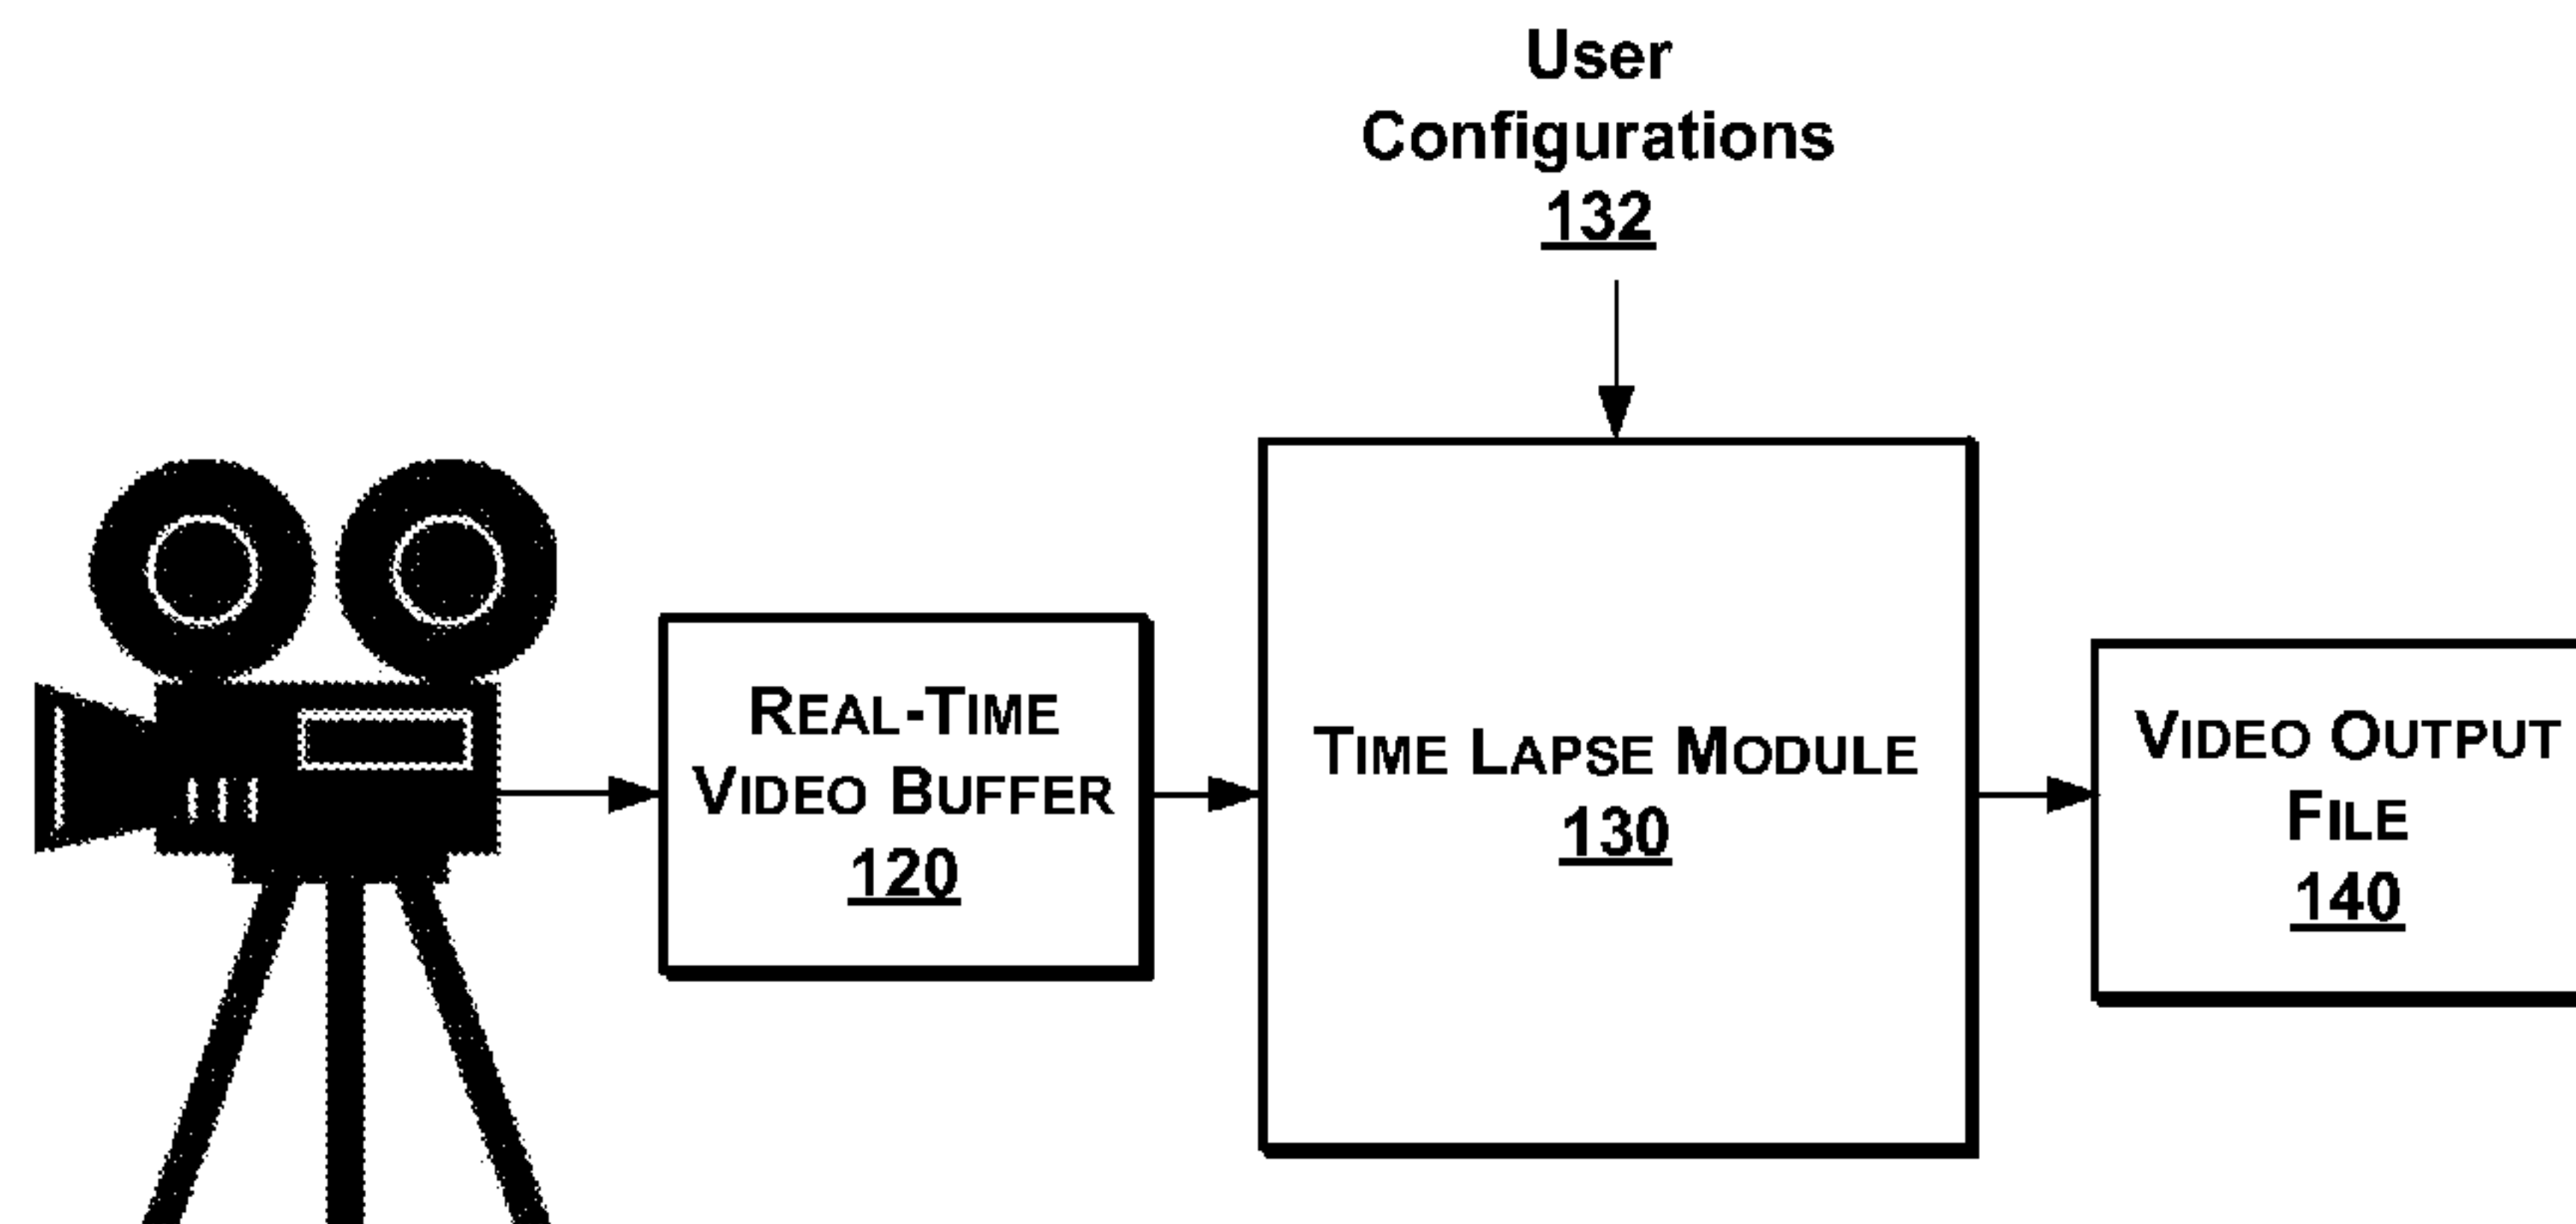 User
Configurations
132
REAL-TIME
VIDEO BUFFER
120
TIME LAPSE MODULE
130
VIDEO OUTPUT
FILE
140